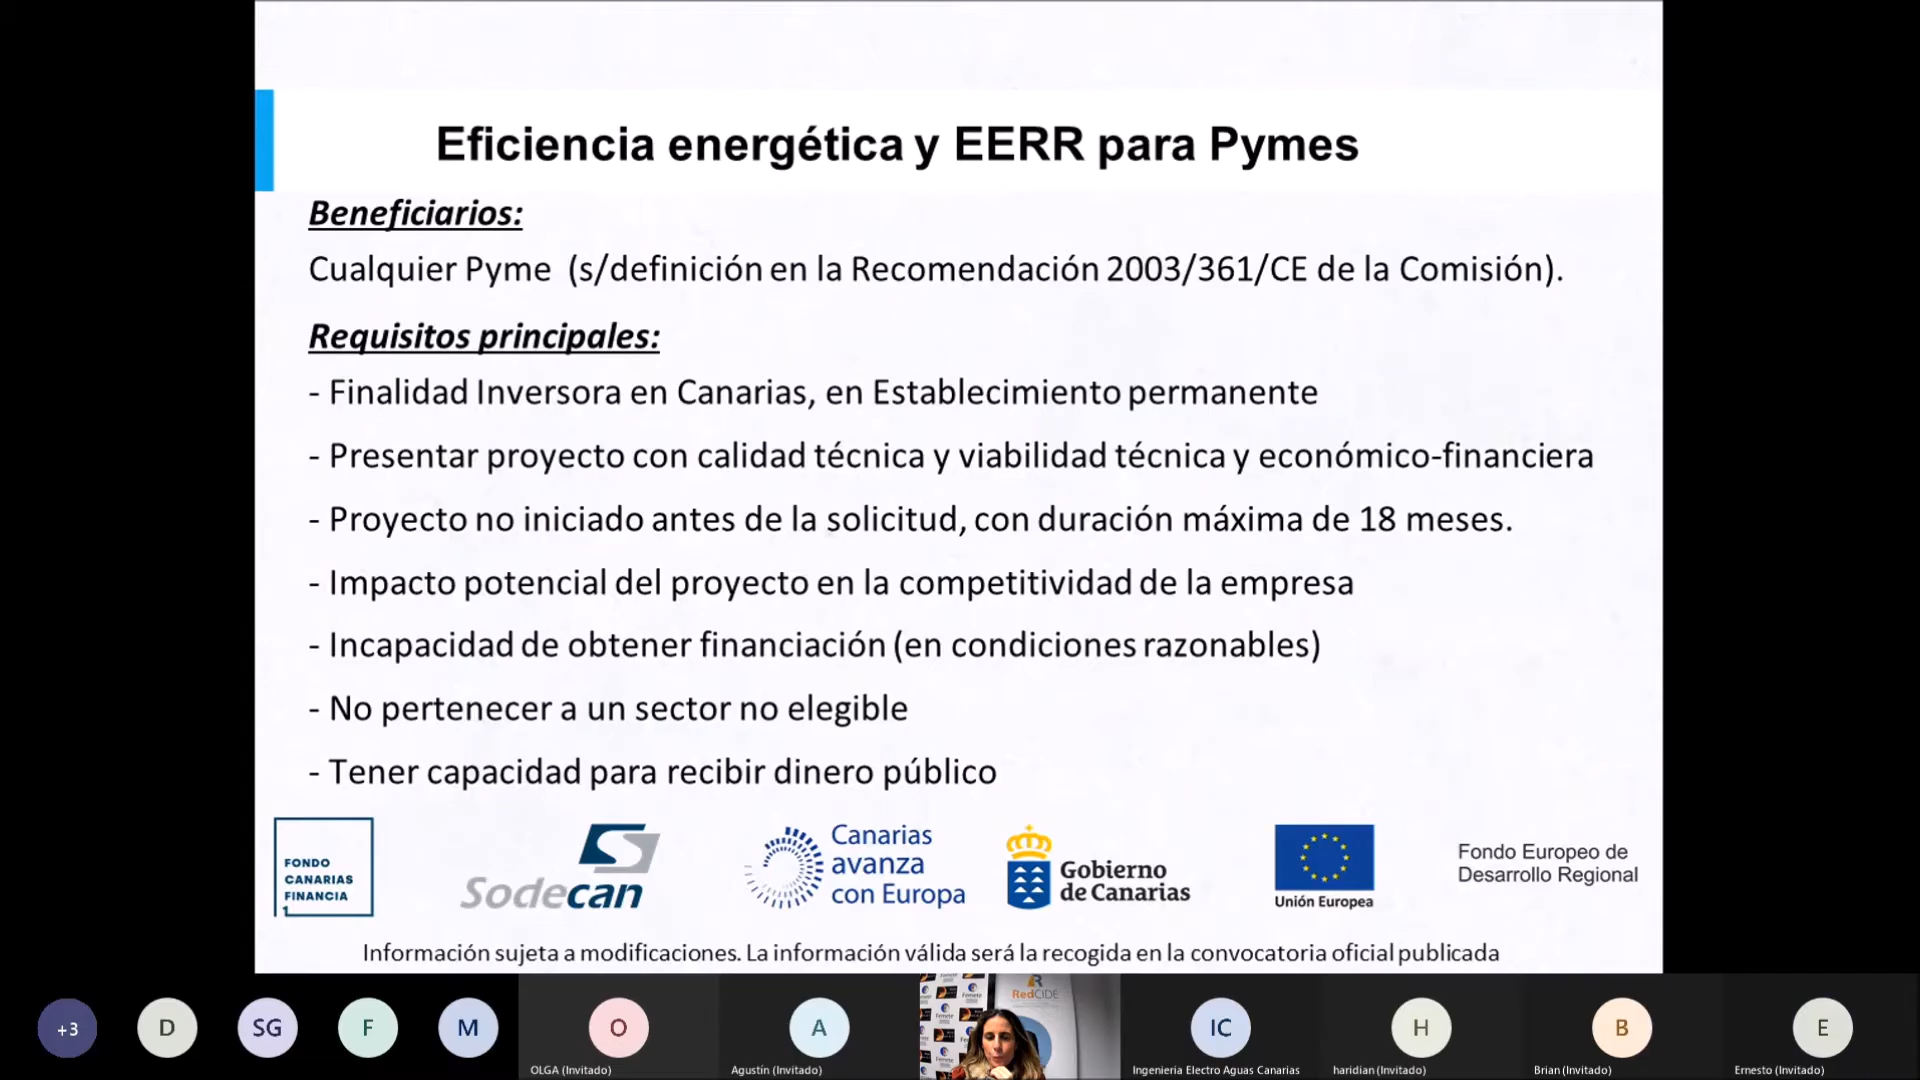 Eficiencia energética y EERR para Pymes
Beneficiarios:
Cualquier Pyme (s/definición en la Recomendación 2003/361/CE de la Comisión).
Requisitos principales:
- Finalidad Inversora en Canarias, en Establecimiento permanente
- Presentar proyecto con calidad técnica y viabilidad técnica y económico-financiera
- Proyecto no iniciado antes de la solicitud, con duración máxima de 18 meses.
- Impacto potencial del proyecto en la competitividad de la empresa
- Incapacidad de obtener financiación (en condiciones razonables)
- No pertenecer a un sector no elegible
- Tener capacidad para recibir dinero público
FONDO
CANARIAS
FINANCIA
1
Sodecan
Canarias
avanza
con Europa
Gobierno
de Canarias
Unión Europea
Fondo Europeo de
Desarrollo Regional
Información sujeta a modificaciones. La información válida será la recogida en la convocatoria oficial publicada
+3
D
SG
F
M
O
OLGA (Invitado)
A
Agustín (Invitado)
Femete
RedCIDE
IC
Ingenieria Electro Aguas Canarias
H
haridian (Invitado)
B
Brian (Invitado)
E
Ernesto (Invitado)